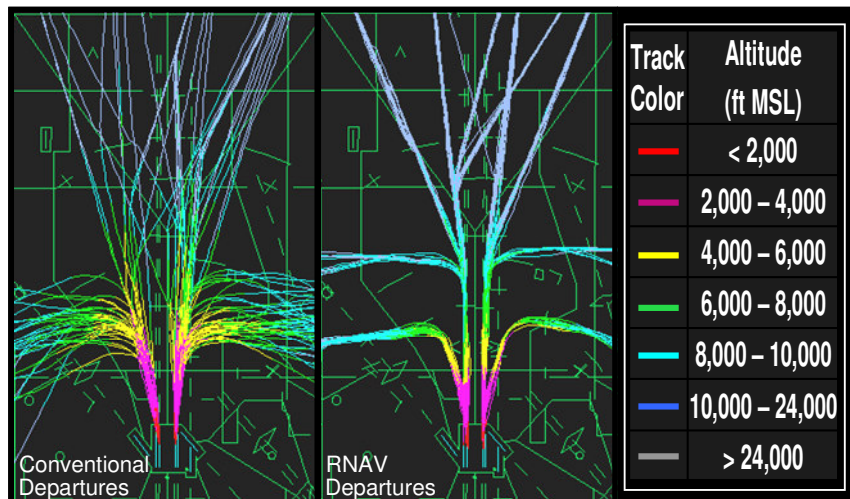 Conventional
Departures
RNAV
Departures
Track
Color
Altitude
(ft MSL)
< 2,000
2,000 – 4,000
4,000 – 6,000
6,000 – 8,000
8,000 – 10,000
10,000 – 24,000
> 24,000